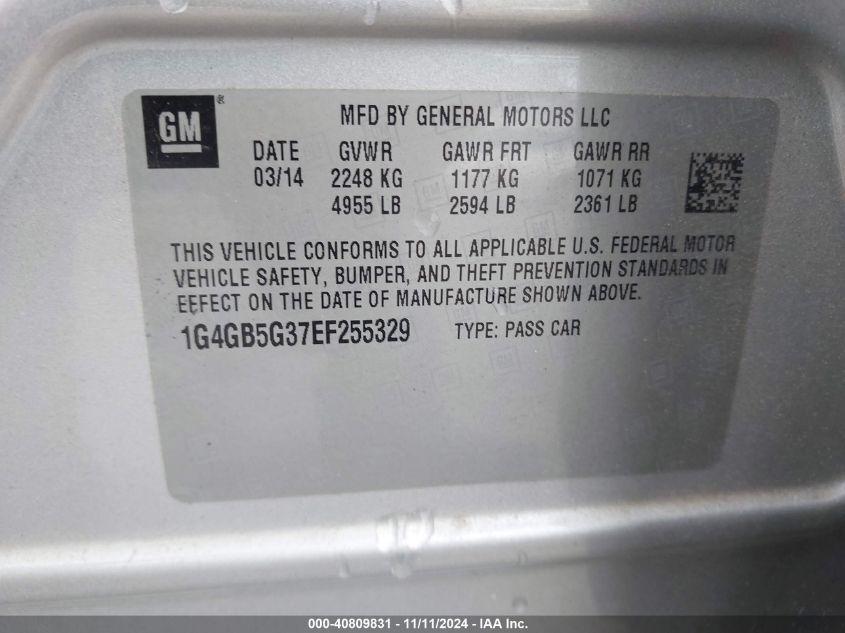 GM ®
MFD BY GENERAL MOTORS LLC
DATE GVWR GAWR FRT GAWR RR
03/14 2248 KG 1177 KG 1071 KG
4955 LB 2594 LB 2361 LB
THIS VEHICLE CONFORMS TO ALL APPLICABLE U.S. FEDERAL MOTOR
VEHICLE SAFETY, BUMPER, AND THEFT PREVENTION STANDARDS IN
EFFECT ON THE DATE OF MANUFACTURE SHOWN ABOVE.
1G4GB5G37EF255329 TYPE: PASS CAR
000-40809831 - 11/11/2024 - IAA Inc.